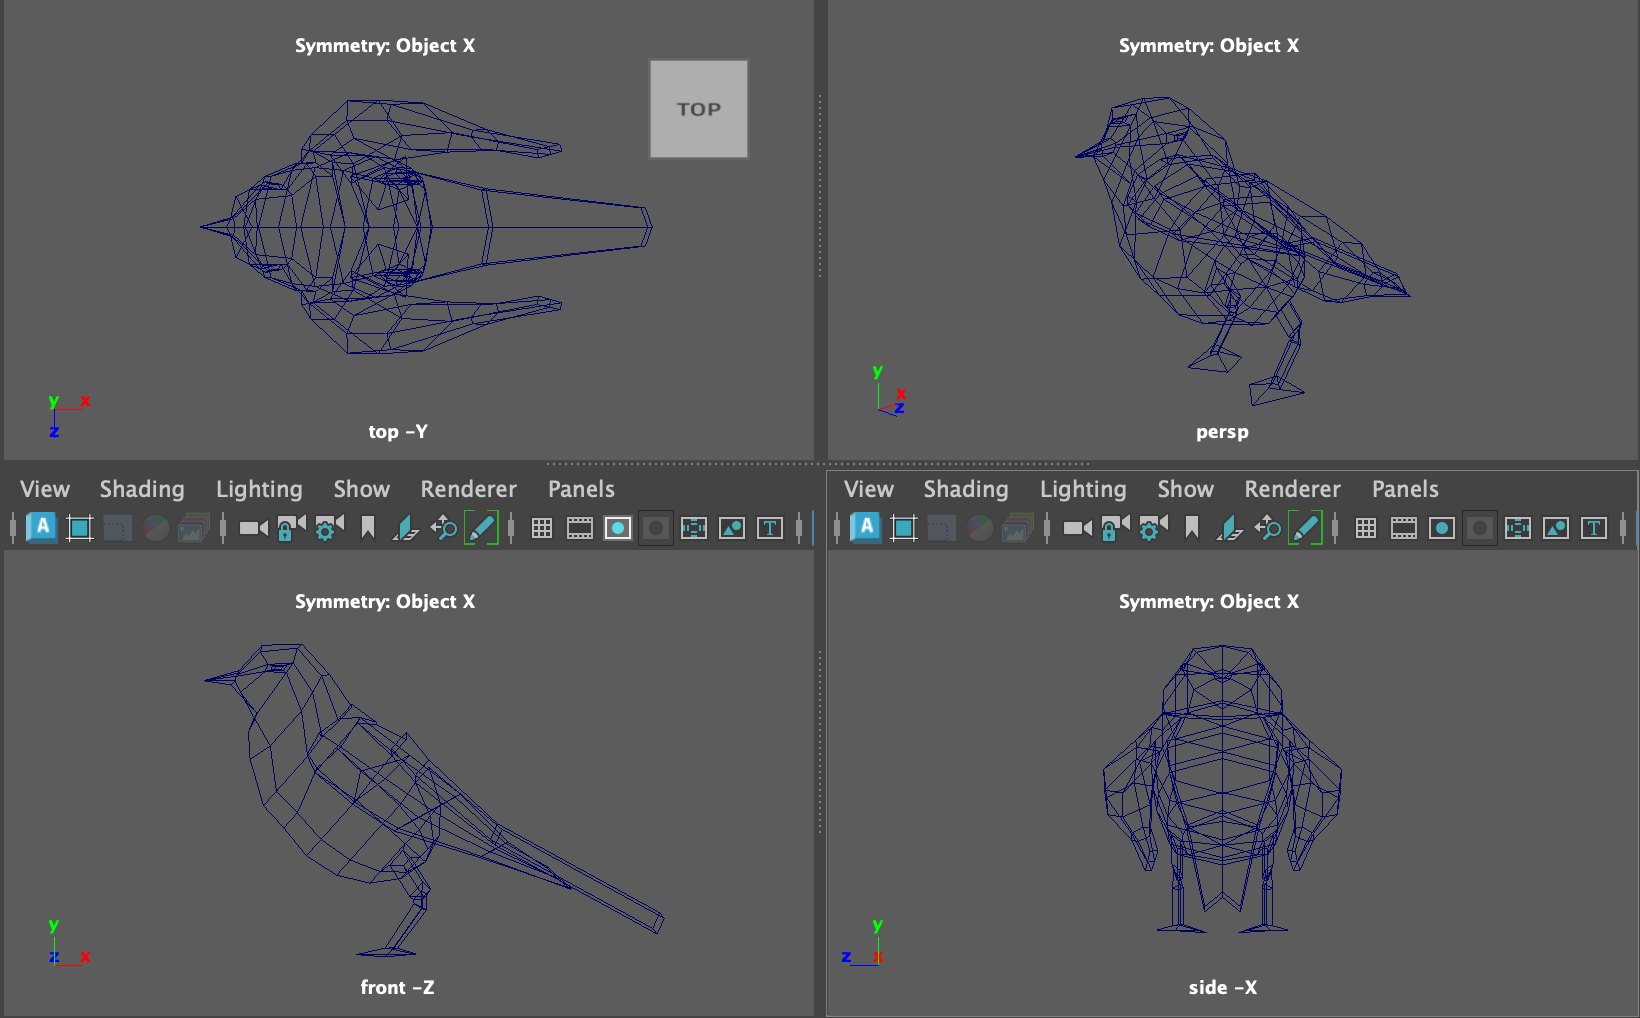 Symmetry: Object X
TOP
y x
z
top -Y
Symmetry: Object X
y
x
z
persp
View Shading Lighting Show Renderer Panels
A T
Symmetry: Object X
y
z x
front -Z
View Shading Lighting Show Renderer Panels
A T
Symmetry: Object X
y
z x
side -X